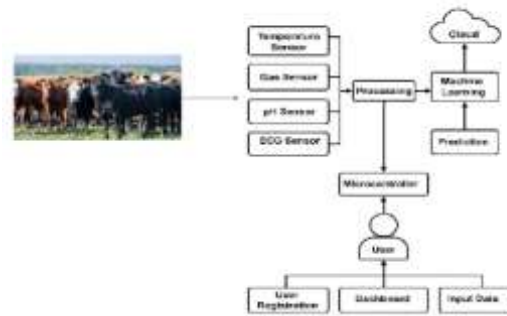 Temperature
Sensor
Gas Sensor
pH Sensor
ECG Sensor
Processing
Cloud
Machine
Learning
Prediction
Microcontroller
User
User
Registration
Dashboard
Input Data